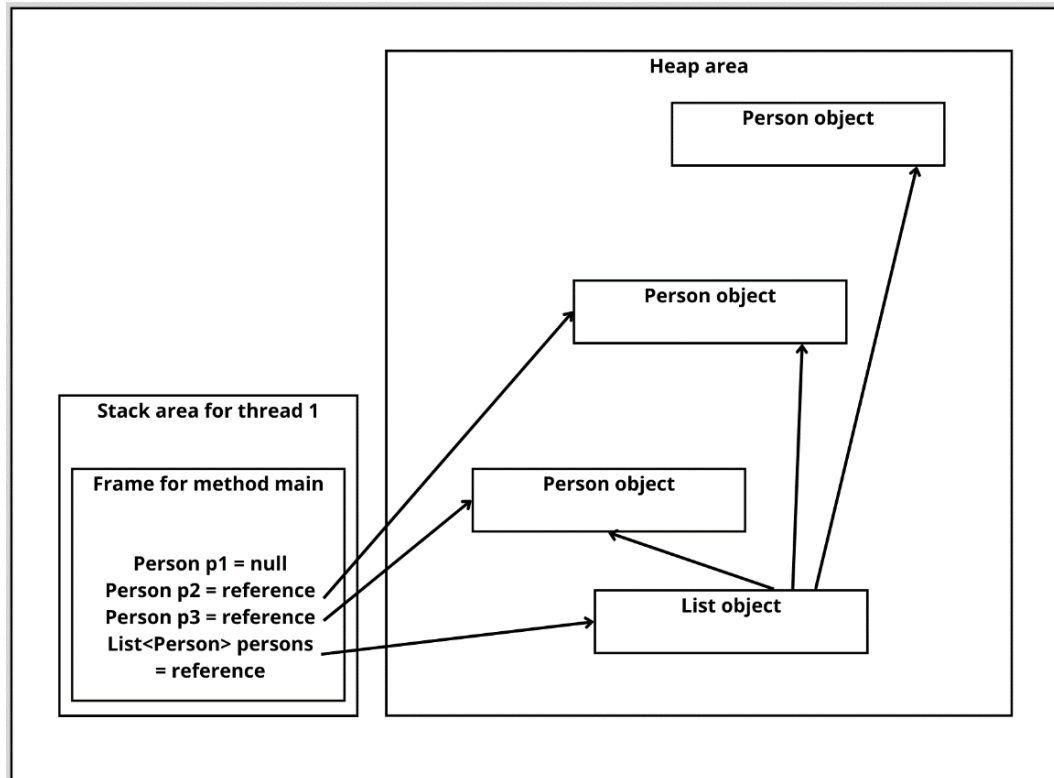 Heap area
Person object
Person object
Stack area for thread 1
Frame for method main
Person object
Person p1 = null
Person p2 = reference
Person p3 = reference
List<Person> persons
= reference
List object